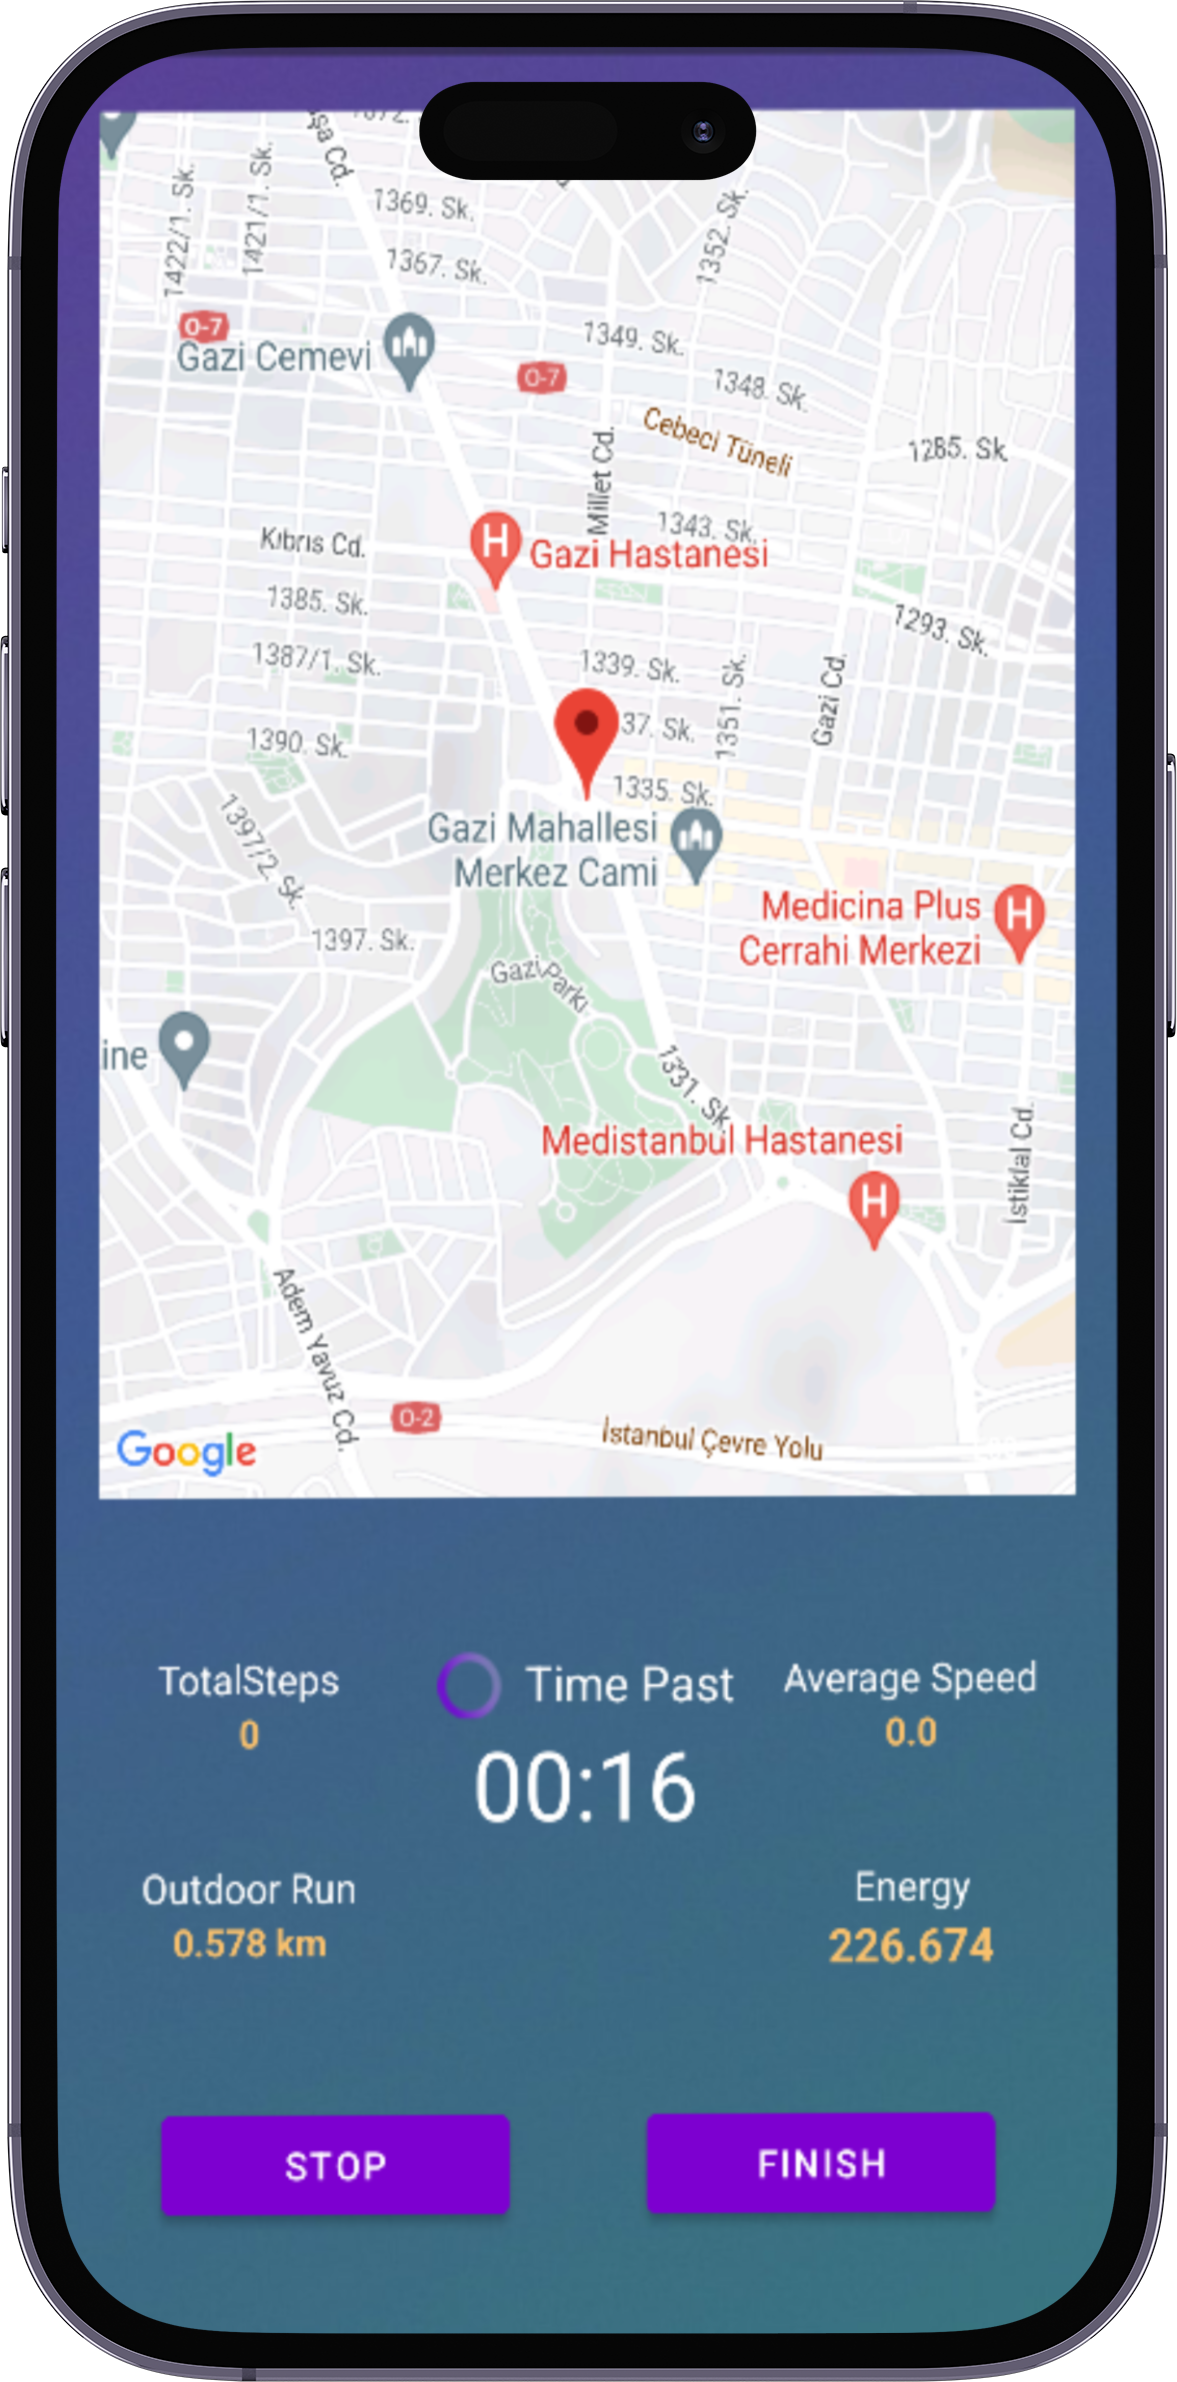 1422/1. Sk.
1421/1. Sk.
şa Cd.
1369. Sk.
1352. Sk.
1367. Sk.
O-7
Gazi Cemevi
O-7
1349. Sk.
1348. Sk.
Cebeci Tüneli
1285. Sk.
Millet Cd.
1343. Sk.
Kıbrıs Cd.
H
Gazi Hastanesi
1385. Sk.
1293. Sk.
1387/1. Sk.
1339. Sk.
1351. Sk.
Gazi Cd.
37. Sk.
1390. Sk.
1335. Sk.
1397/2. Sk.
Gazi Mahallesi
Merkez Cami
Medicina Plus
Cerrahi Merkezi
H
1397. Sk.
Gazi Parkı
ine
1331. Sk.
Medistanbul Hastanesi
H
İstiklal Cd.
Adem Yavuz Cd.
O-2
İstanbul Çevre Yolu
Google
TotalSteps
0
Time Past
00:16
Average Speed
0.0
Outdoor Run
0.578 km
Energy
226.674
STOP
FINISH